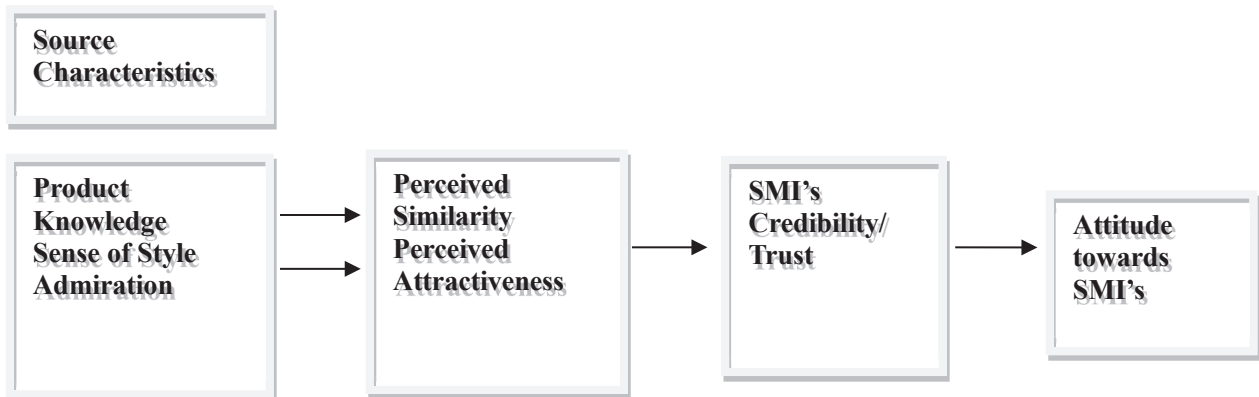 Source
Characteristics
Product
Knowledge
Sense of Style
Admiration
Perceived
Similarity
Perceived
Attractiveness
SMI’s
Credibility/
Trust
Attitude
towards
SMI’s